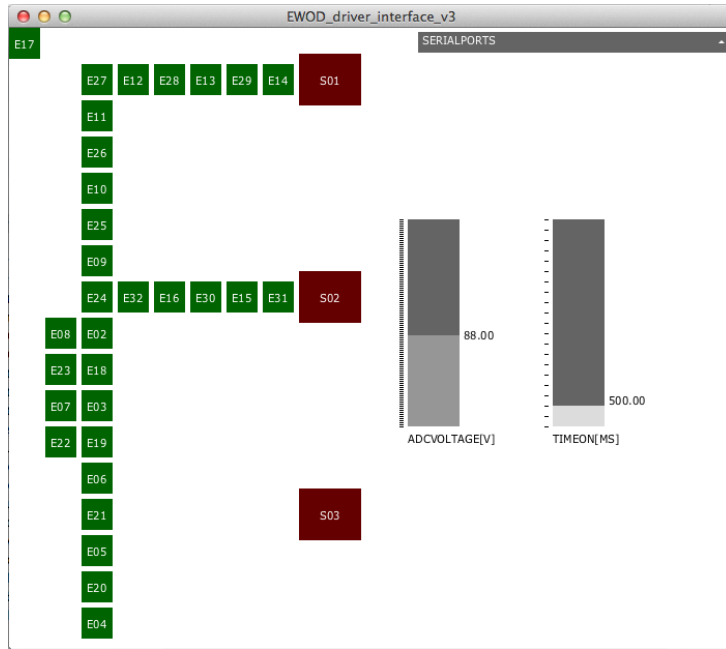 EWOD_driver_interface_v3
E17
SERIALPORTS
E27 E12 E28 E13 E29 E14 S01
E11
E26
E10
E25
E09
E24 E32 E16 E30 E15 E31 S02
E08 E02
88.00
E23 E18
E07 E03
500.00
E22 E19
ADCVOLTAGE[V] TIMEON[MS]
E06
E21 S03
E05
E20
E04